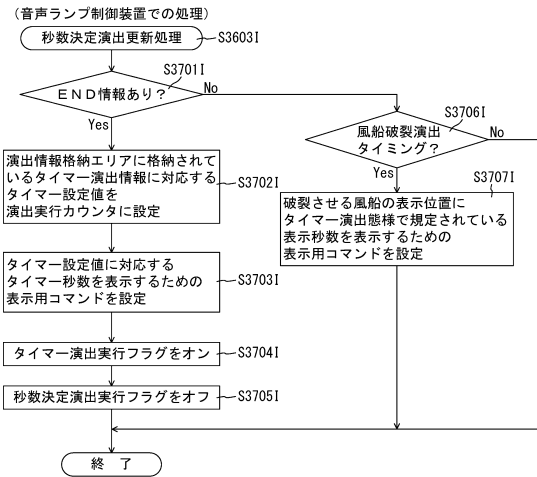 （音声ランプ制御装置での処理）
秒数決定演出更新処理
S3603I
S3701I
ＥＮＤ情報あり？
No
Yes
S3706I
風船破裂演出
タイミング？
No
Yes
演出情報格納エリアに格納されて
いるタイマー演出情報に対応する
タイマー設定値を
演出実行カウンタに設定
S3702I
S3707I
破裂させる風船の表示位置に
タイマー演出態様で規定されている
表示秒数を表示するための
表示用コマンドを設定
タイマー設定値に対応する
タイマー秒数を表示するための
表示用コマンドを設定
S3703I
タイマー演出実行フラグをオン
S3704I
秒数決定演出実行フラグをオフ
S3705I
終 了